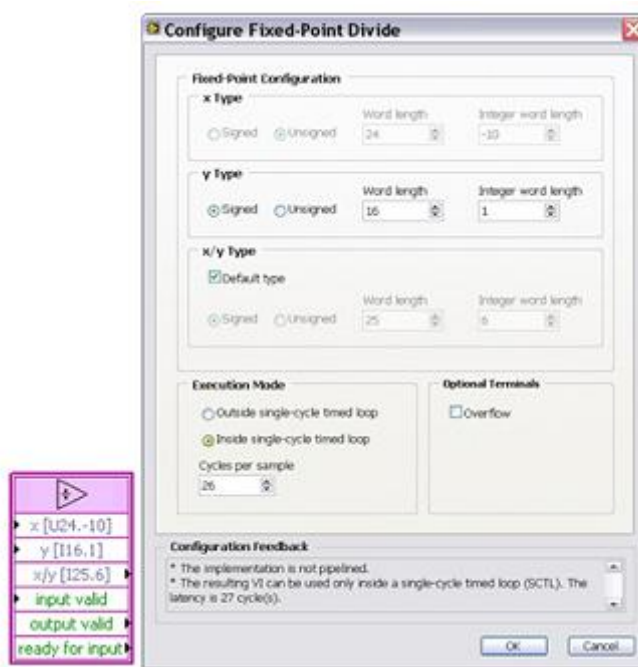 Configure Fixed-Point Divide
Fixed-Point Configuration
x Type
Signed Unsigned
Word length
24
Integer word length
-10
y Type
Signed Unsigned
Word length
16
Integer word length
1
x/y Type
Default type
Signed Unsigned
Word length
25
Integer word length
6
Execution Mode
Outside single-cycle timed loop
Inside single-cycle timed loop
Cycles per sample
26
Optional Terminals
Overflow
Configuration Feedback
* The implementation is not pipelined.
* The resulting VI can be used only inside a single-cycle timed loop (SCTL). The
latency is 27 cycle(s).
OK Cancel
x [U24.-10]
y [I16.1]
x/y [I25.6]
input valid
output valid
ready for input